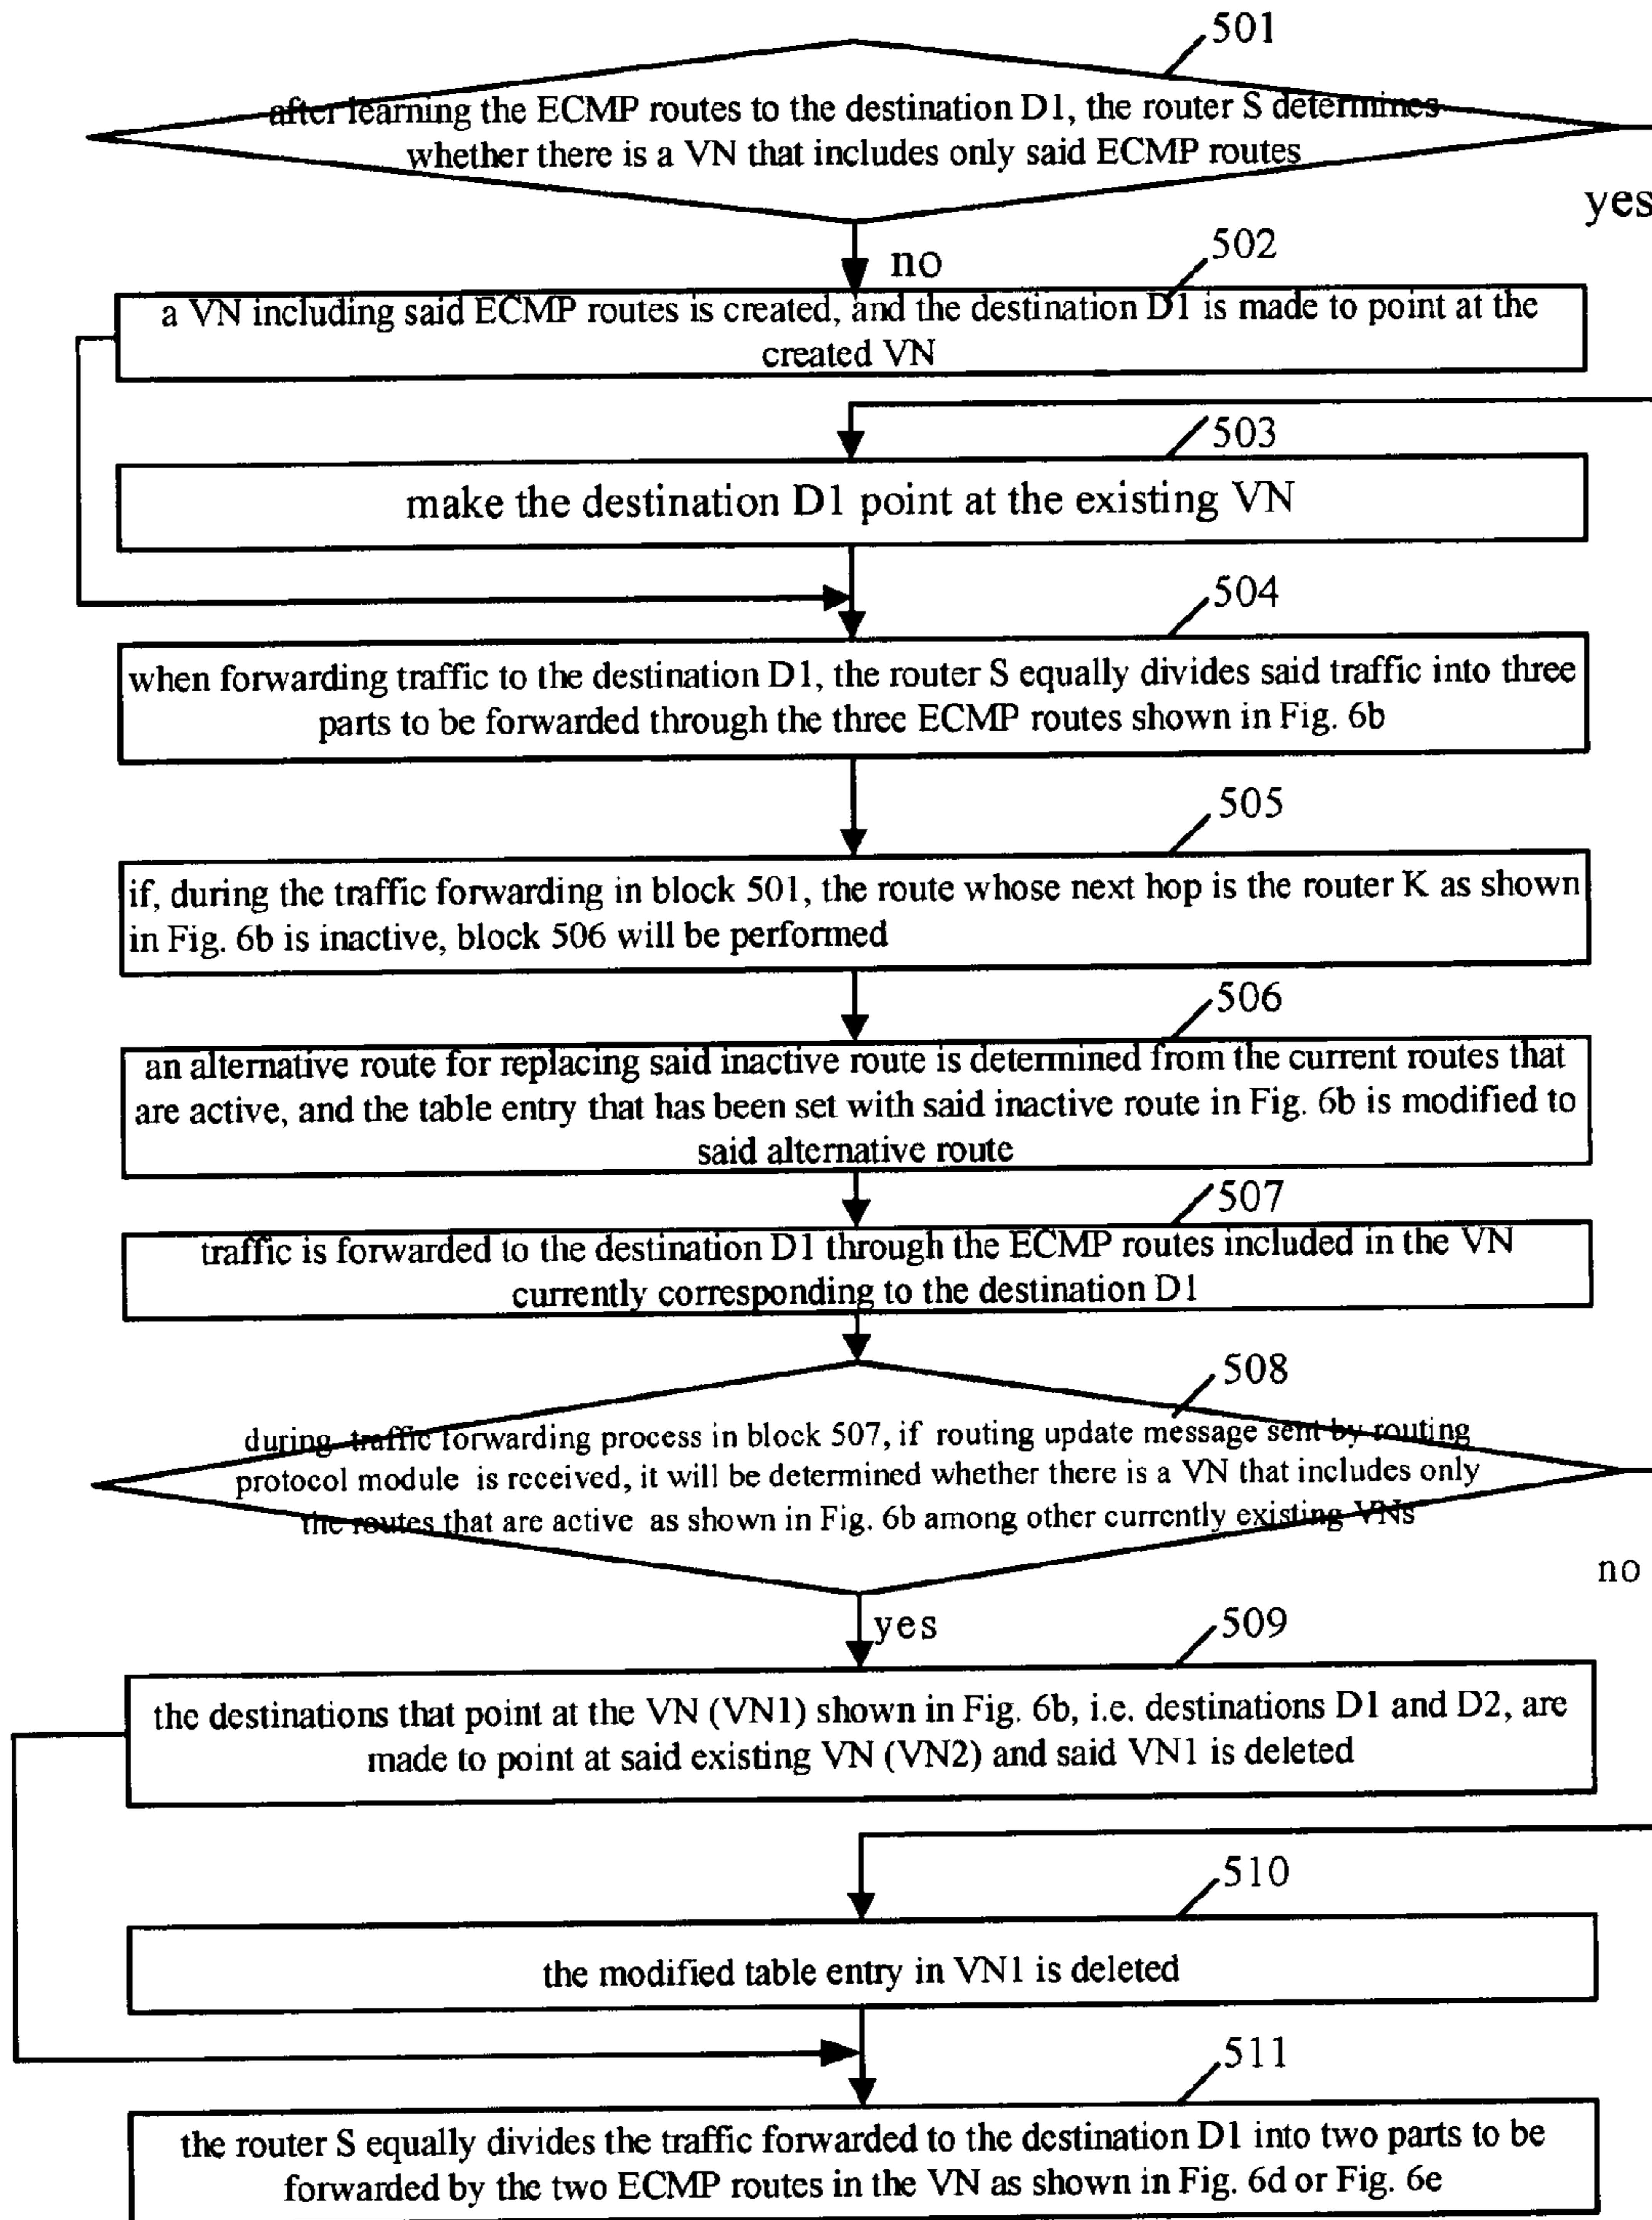 501
after learning the ECMP routes to the destination D1, the router S determines
whether there is a VN that includes only said ECMP routes
yes
no
502
a VN including said ECMP routes is created, and the destination D1 is made to point at the
created VN
503
make the destination D1 point at the existing VN
504
when forwarding traffic to the destination D1, the router S equally divides said traffic into three
parts to be forwarded through the three ECMP routes shown in Fig. 6b
505
if, during the traffic forwarding in block 501, the route whose next hop is the router K as shown
in Fig. 6b is inactive, block 506 will be performed
506
an alternative route for replacing said inactive route is determined from the current routes that
are active, and the table entry that has been set with said inactive route in Fig. 6b is modified to
said alternative route
507
traffic is forwarded to the destination D1 through the ECMP routes included in the VN
currently corresponding to the destination D1
508
during traffic forwarding process in block 507, if routing update message sent by routing
protocol module is received, it will be determined whether there is a VN that includes only
the routes that are active as shown in Fig. 6b among other currently existing VNs
no
yes
509
the destinations that point at the VN (VN1) shown in Fig. 6b, i.e. destinations D1 and D2, are
made to point at said existing VN (VN2) and said VN1 is deleted
510
the modified table entry in VN1 is deleted
511
the router S equally divides the traffic forwarded to the destination D1 into two parts to be
forwarded by the two ECMP routes in the VN as shown in Fig. 6d or Fig. 6e